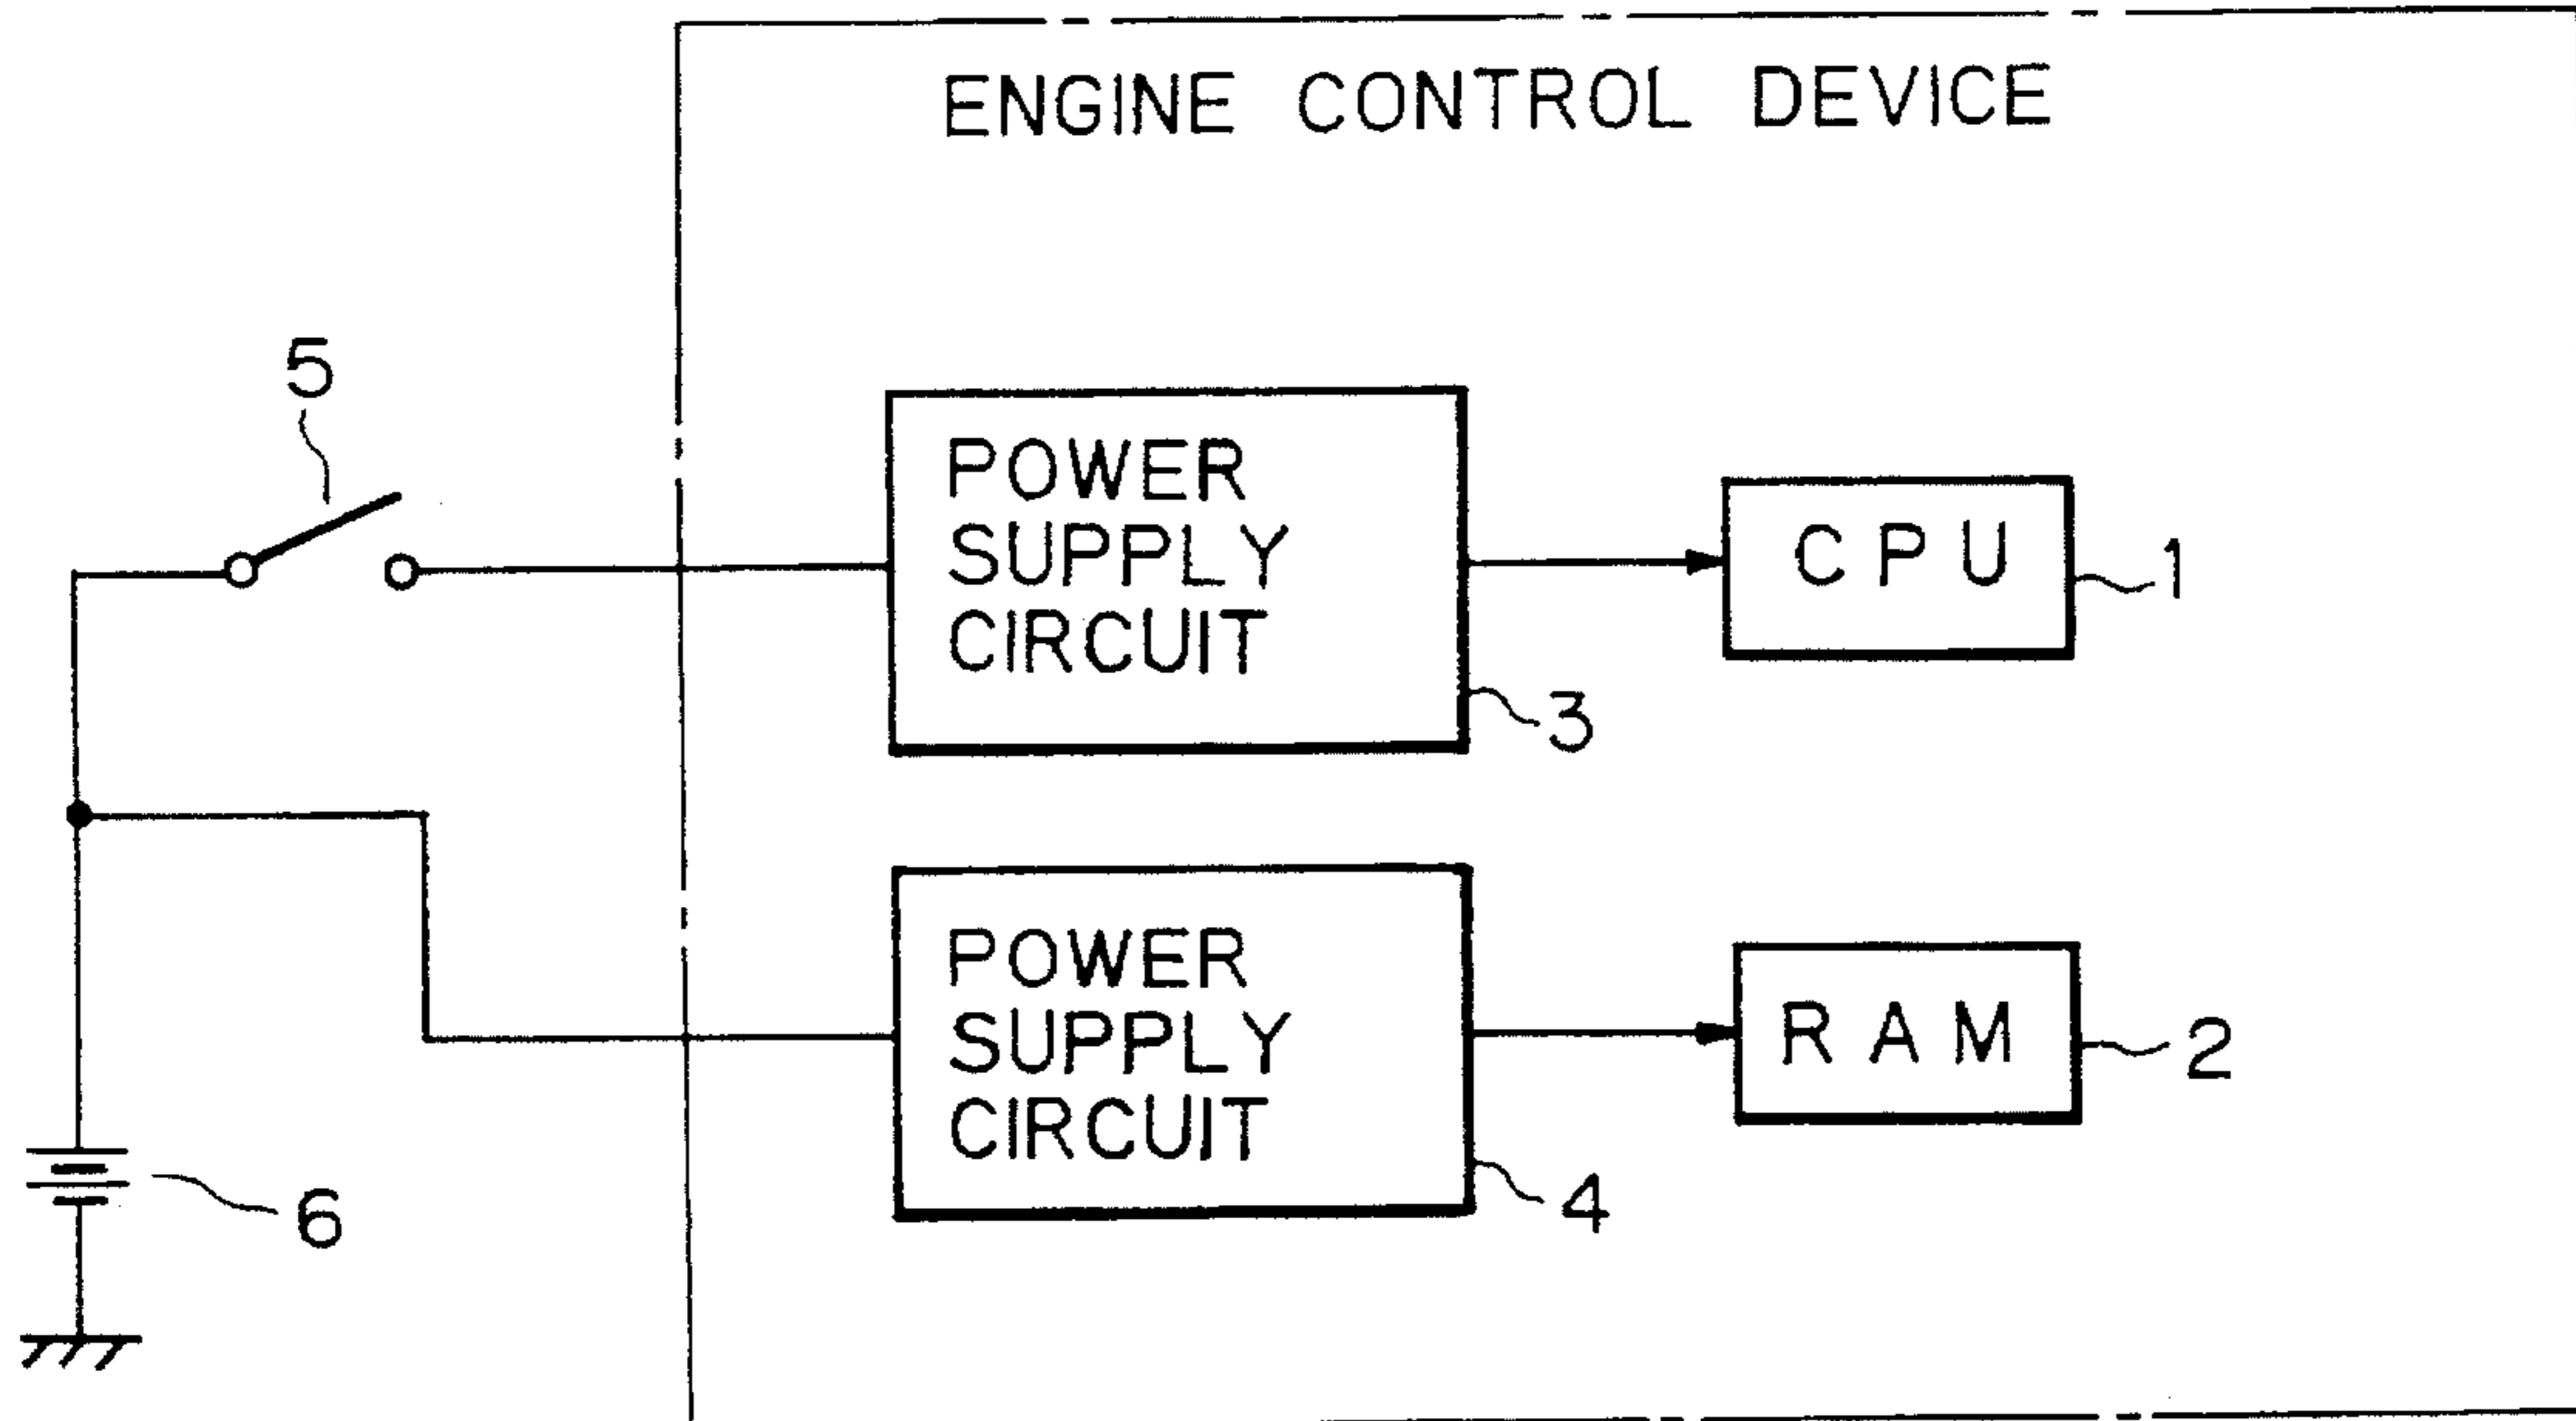 ENGINE CONTROL DEVICE
5
POWER
SUPPLY
CIRCUIT
3
CPU
1
POWER
SUPPLY
CIRCUIT
4
RAM
2
6